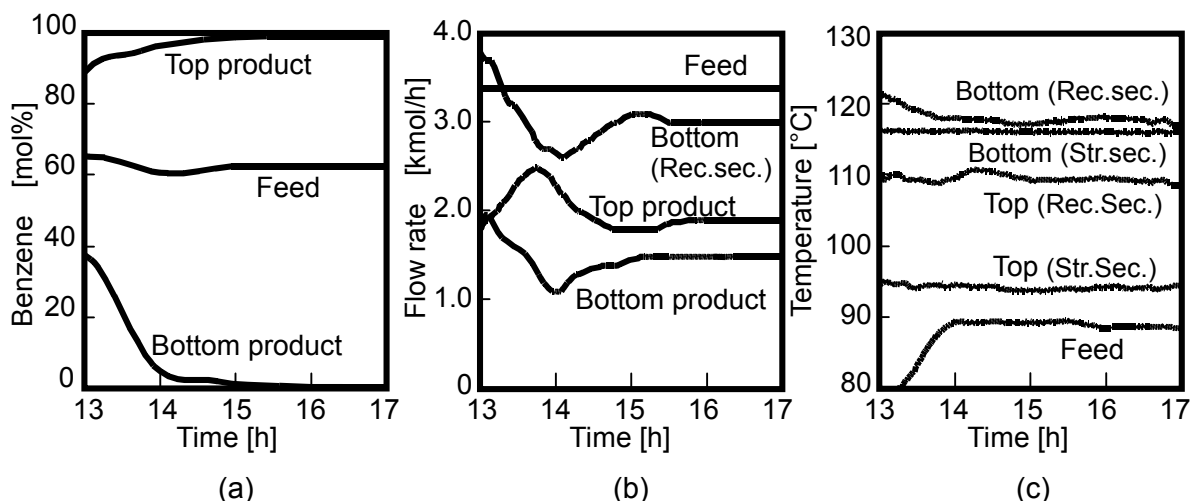 100
80
60
40
20
0
Benzene [mol%]
Top product
Feed
Bottom product
13 14 15 16 17
Time [h]
(a)
4.0
3.0
2.0
1.0
0
Flow rate [kmol/h]
Feed
Bottom
(Rec.sec.)
Top product
Bottom product
13 14 15 16 17
Time [h]
(b)
130
120
110
100
90
80
Temperature [°C]
Bottom (Rec.sec.)
Bottom (Str.sec.)
Top (Rec.Sec.)
Top (Str.Sec.)
Feed
13 14 15 16 17
Time [h]
(c)